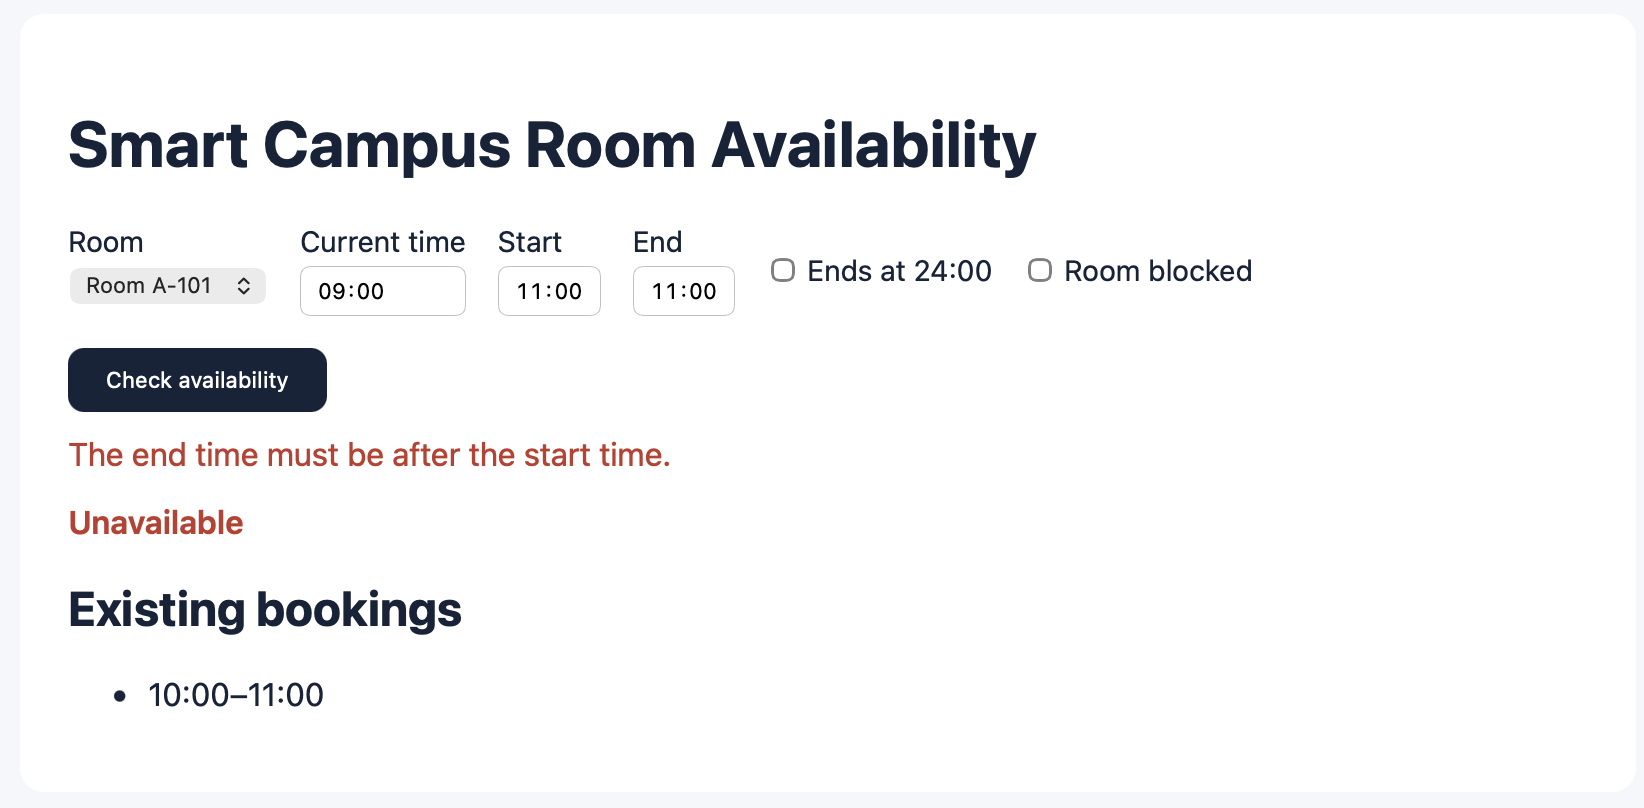 Smart Campus Room Availability
Room
Current time
Start
End
Room A-101
09:00
11:00
11:00
Ends at 24:00
Room blocked
Check availability
The end time must be after the start time.
Unavailable
Existing bookings
10:00–11:00